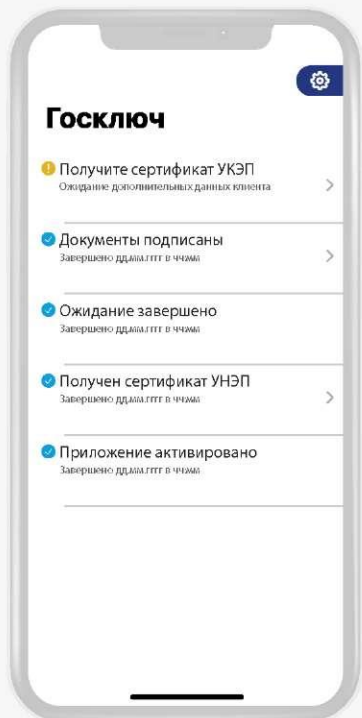 Госключ
Получите сертификат УКЭП
Ожидание дополнительных данных клиента
Документы подписаны
Завершено дд.мм.гггг в чч:мм
Ожидание завершено
Завершено дд.мм.гггг в чч:мм
Получен сертификат УНЭП
Завершено дд.мм.гггг в чч:мм
Приложение активировано
Завершено дд.мм.гггг в чч:мм